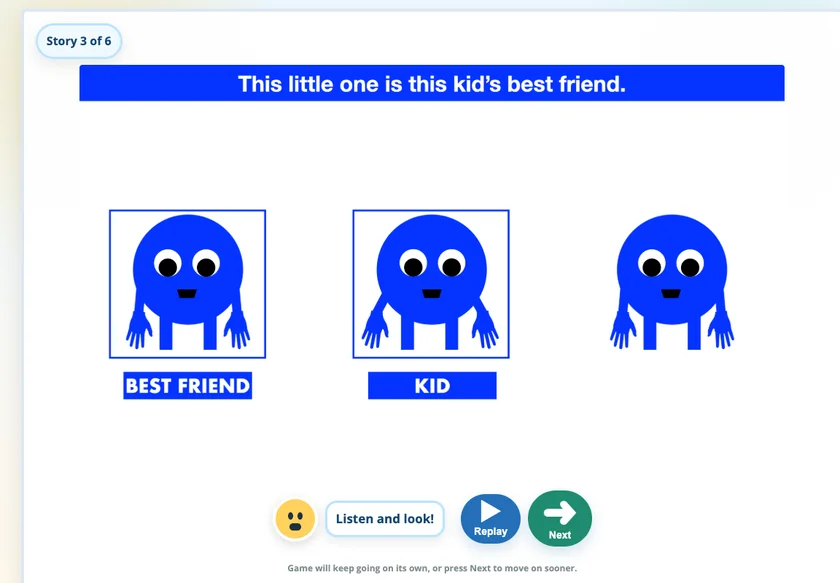 Story 3 of 6
This little one is this kid’s best friend.
BEST FRIEND
KID
Listen and look!
Replay
Next
Game will keep going on its own, or press Next to move on sooner.